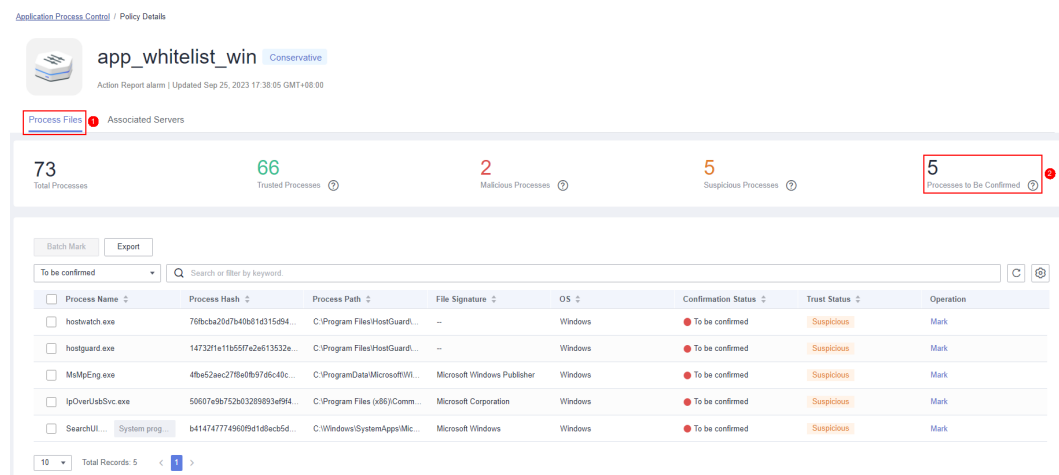 Application Process Control / Policy Details
app_whitelist_win Conservative
Action Report alarm | Updated Sep 25, 2023 17:38:05 GMT+08:00
Process Files 1 Associated Servers
73 66 2 5 5
Total Processes Trusted Processes ? Malicious Processes ? Suspicious Processes ? Processes to Be Confirmed ? 2
Batch Mark Export
To be confirmed Search or filter by keyword.
Process Name Process Hash Process Path File Signature OS Confirmation Status Trust Status Operation
hostwatch.exe 76fbcba20d7b40b81d315d94... C:\Program Files\HostGuard\... -- Windows To be confirmed Suspicious Mark
hostguard.exe 14732f1e11b55f7e2e613532e... C:\Program Files\HostGuard\... -- Windows To be confirmed Suspicious Mark
MsMpEng.exe 4fbe52aec27f8e0fb97d6c40c... C:\ProgramData\Microsoft\Wi... Microsoft Windows Publisher Windows To be confirmed Suspicious Mark
IpOverUsbSvc.exe 50607e9b752b03289893ef9f4... C:\Program Files (x86)\Comm... Microsoft Corporation Windows To be confirmed Suspicious Mark
SearchUI.... System prog... b414747774960f9d1d8ecb5d... C:\Windows\SystemApps\Mic... Microsoft Windows Windows To be confirmed Suspicious Mark
10 Total Records: 5 < 1 >